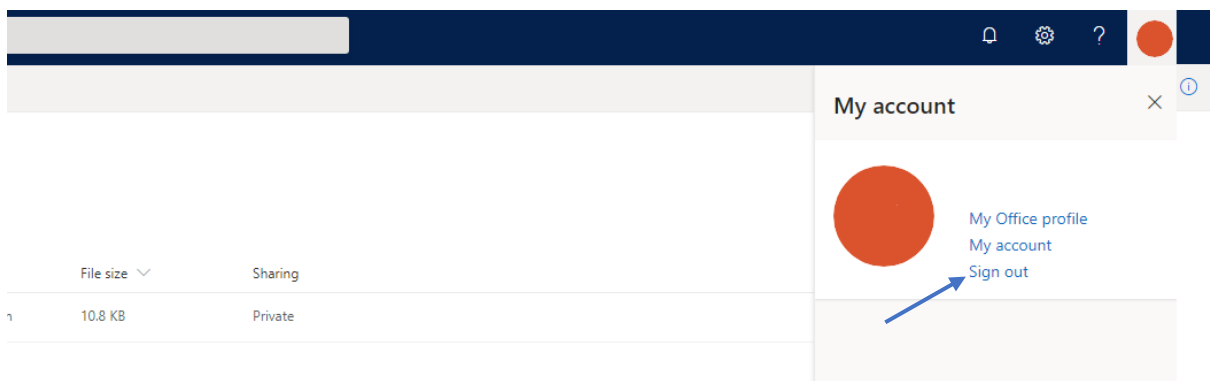 ?
My account
My Office profile
My account
Sign out
File size
Sharing
n
10.8 KB
Private